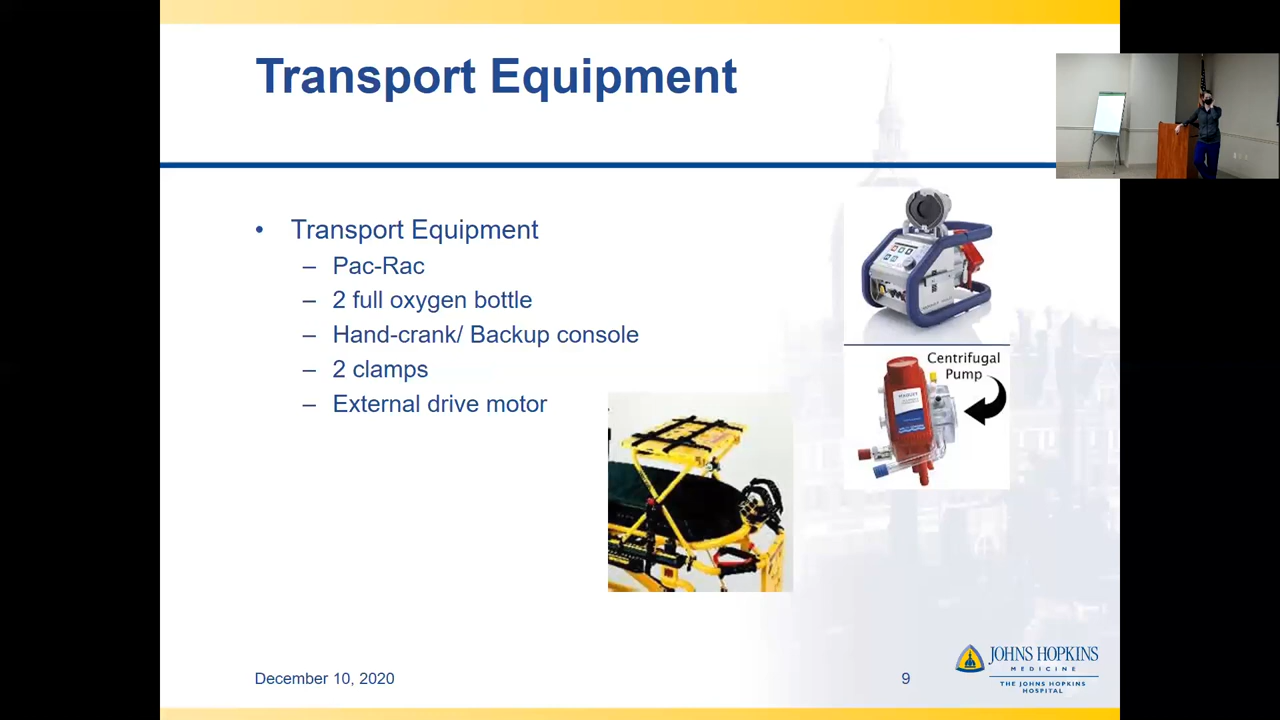 Transport Equipment
• Transport Equipment
– Pac-Rac
– 2 full oxygen bottle
– Hand-crank/ Backup console
– 2 clamps
– External drive motor
Centrifugal
Pump
MAQUET
December 10, 2020
9
JOHNS HOPKINS
MEDICINE
THE JOHNS HOPKINS
HOSPITAL